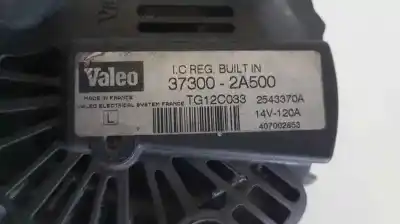 I.C REG. BUILT IN
Valeo 37300 - 2A500
MADE IN FRANCE TG12C033 2543370A
VALEO ELECTRICAL SYSTEM FRANCE 14V-120A
L 407002853